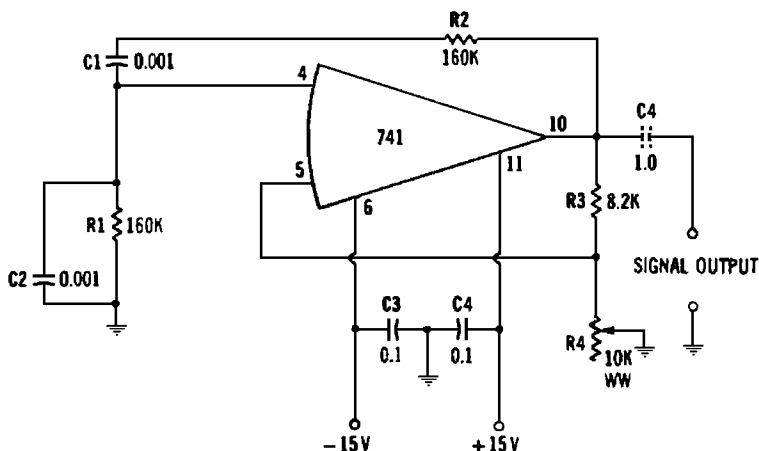 R2
160K
C1 0.001
4
741
10
C4
1.0
11
5
6
R3 8.2K
R1 160K
C2 0.001
SIGNAL OUTPUT
C3
0.1
C4
0.1
R4
10K
WW
-15V
+15V